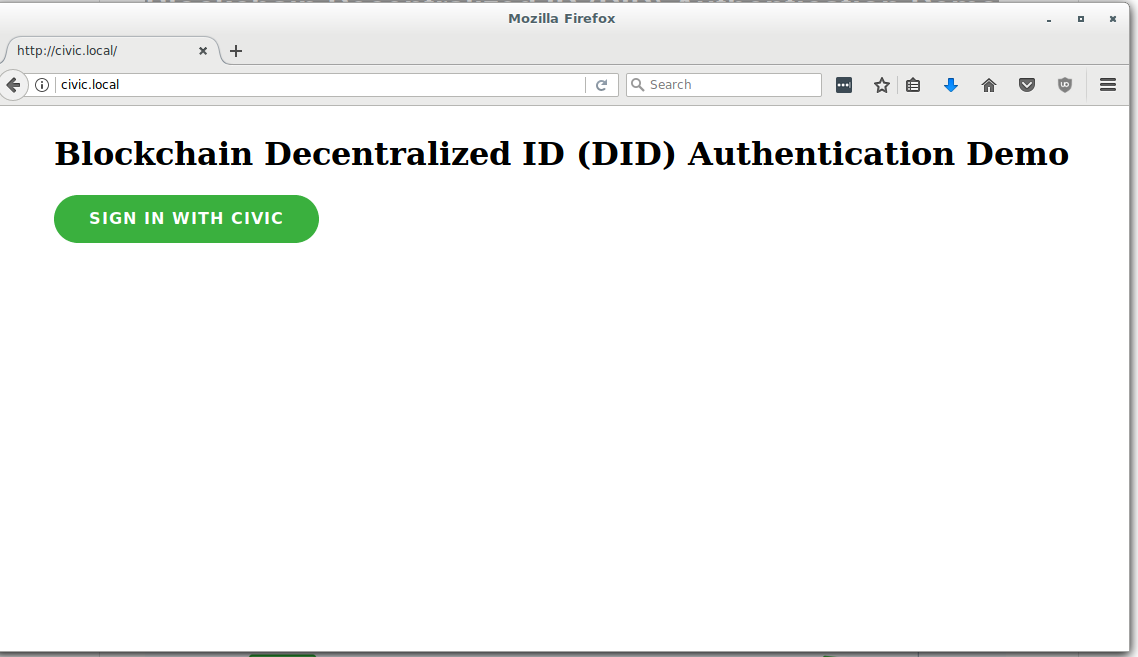 Mozilla Firefox
http://civic.local/
civic.local
Search
Blockchain Decentralized ID (DID) Authentication Demo
SIGN IN WITH CIVIC